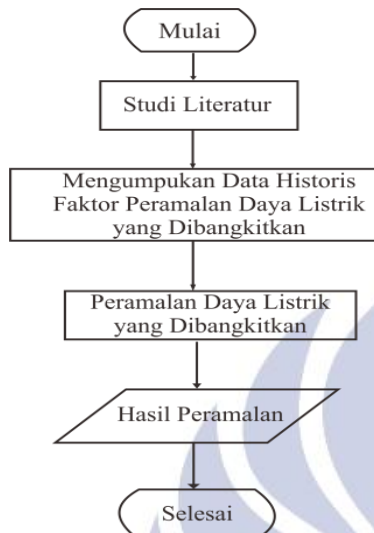 Mulai
Studi Literatur
Mengumpukan Data Historis
Faktor Peramalan Daya Listrik
yang Dibangkitkan
Peramalan Daya Listrik
yang Dibangkitkan
Hasil Peramalan
Selesai